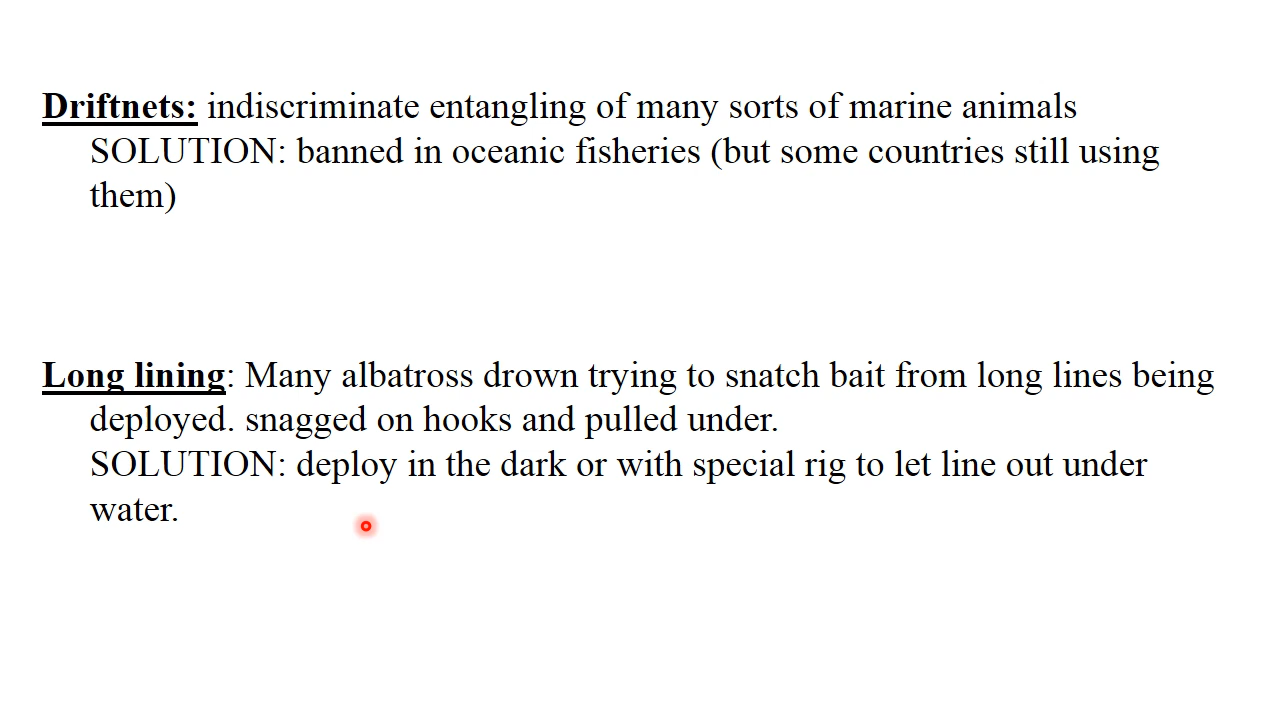 Driftnets: indiscriminate entangling of many sorts of marine animals
SOLUTION: banned in oceanic fisheries (but some countries still using
them)
Long lining: Many albatross drown trying to snatch bait from long lines being
deployed. snagged on hooks and pulled under.
SOLUTION: deploy in the dark or with special rig to let line out under
water.